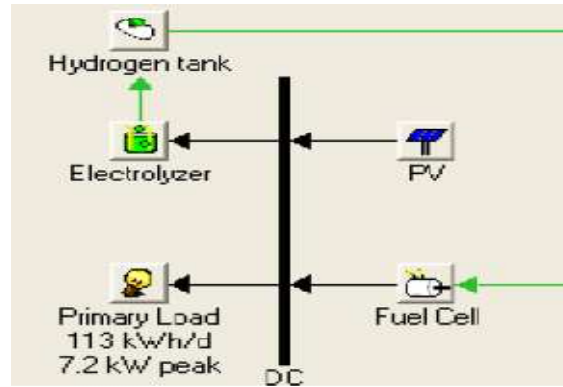 Hydrogen tank
Electrolyzer
PV
Primary Load
113 kWh/d
7.2 kW peak
Fuel Cell
DC